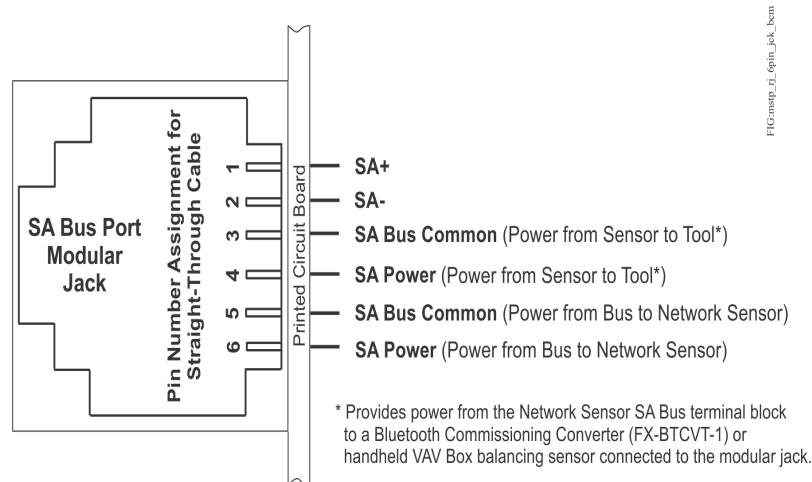 FIG:mstp_rj_6pin_jck_bcm
SA Bus Port
Modular
Jack
Pin Number Assignment for
Straight-Through Cable
1
2
3
4
5
6
Printed Circuit Board
SA+
SA-
SA Bus Common (Power from Sensor to Tool*)
SA Power (Power from Sensor to Tool*)
SA Bus Common (Power from Bus to Network Sensor)
SA Power (Power from Bus to Network Sensor)
* Provides power from the Network Sensor SA Bus terminal block
to a Bluetooth Commissioning Converter (FX-BTCVT-1) or
handheld VAV Box balancing sensor connected to the modular jack.